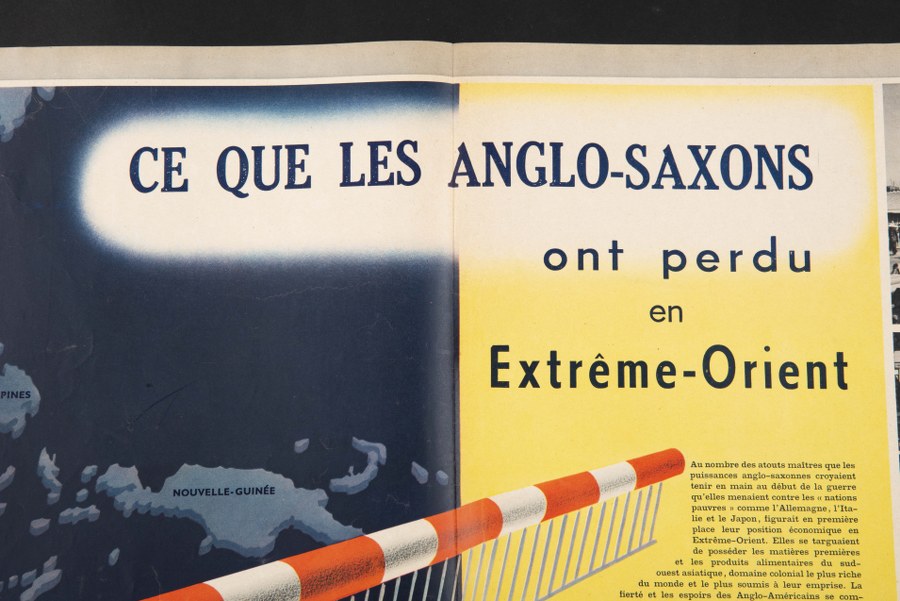 CE QUE LES ANGLO-SAXONS
ont perdu
en
Extrême-Orient
PINES
NOUVELLE-GUINÉE
Au nombre des atouts maîtres que les
puissances anglo-saxonnes croyaient
tenir en main au début de la guerre
qu'elles menaient contre les « nations
pauvres » comme l'Allemagne, l'Ita-
lie et le Japon, figurait en première
place leur position économique en
Extrême-Orient. Elles se targuaient
de posséder les matières premières
et les produits alimentaires du sud-
ouest asiatique, domaine colonial le plus riche
du monde et le plus soumis à leur emprise. La
fierté et les espoirs des Anglo-Américains se com-